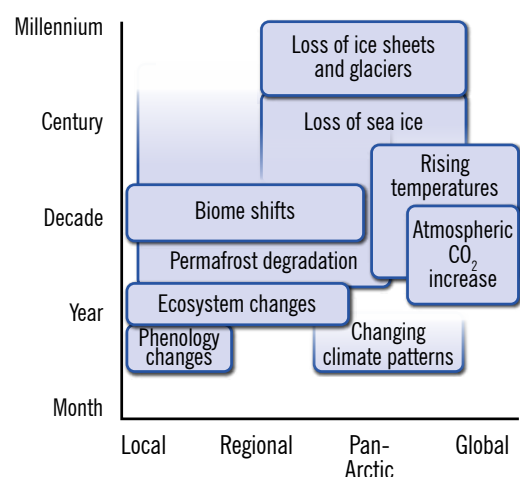 Millennium
Loss of ice sheets
and glaciers
Century
Loss of sea ice
Rising
temperatures
Decade
Biome shifts
Atmospheric
CO₂
increase
Permafrost degradation
Ecosystem changes
Year
Phenology
changes
Changing
climate patterns
Month
Local
Regional
Pan-
Arctic
Global